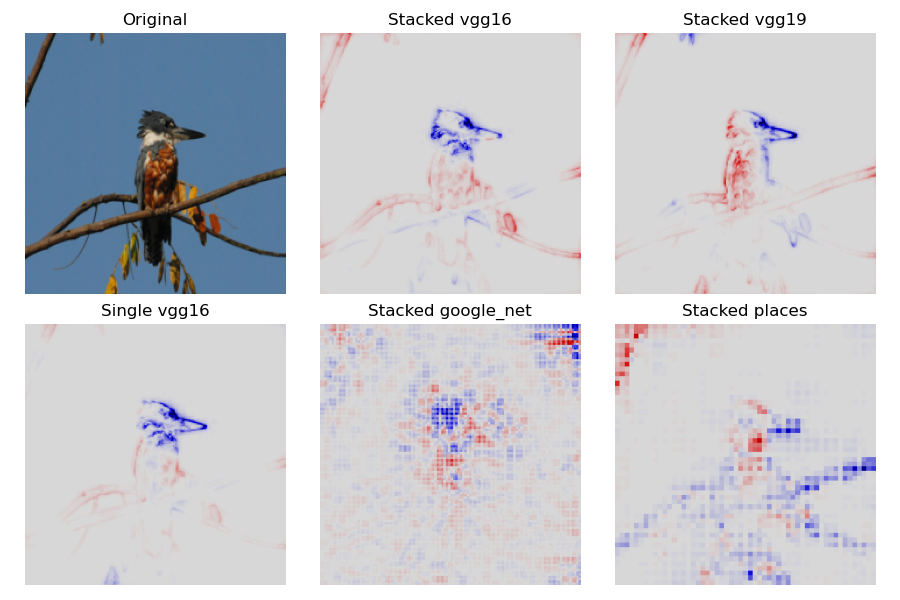 Original
Stacked vgg16
Stacked vgg19
Single vgg16
Stacked google_net
Stacked places